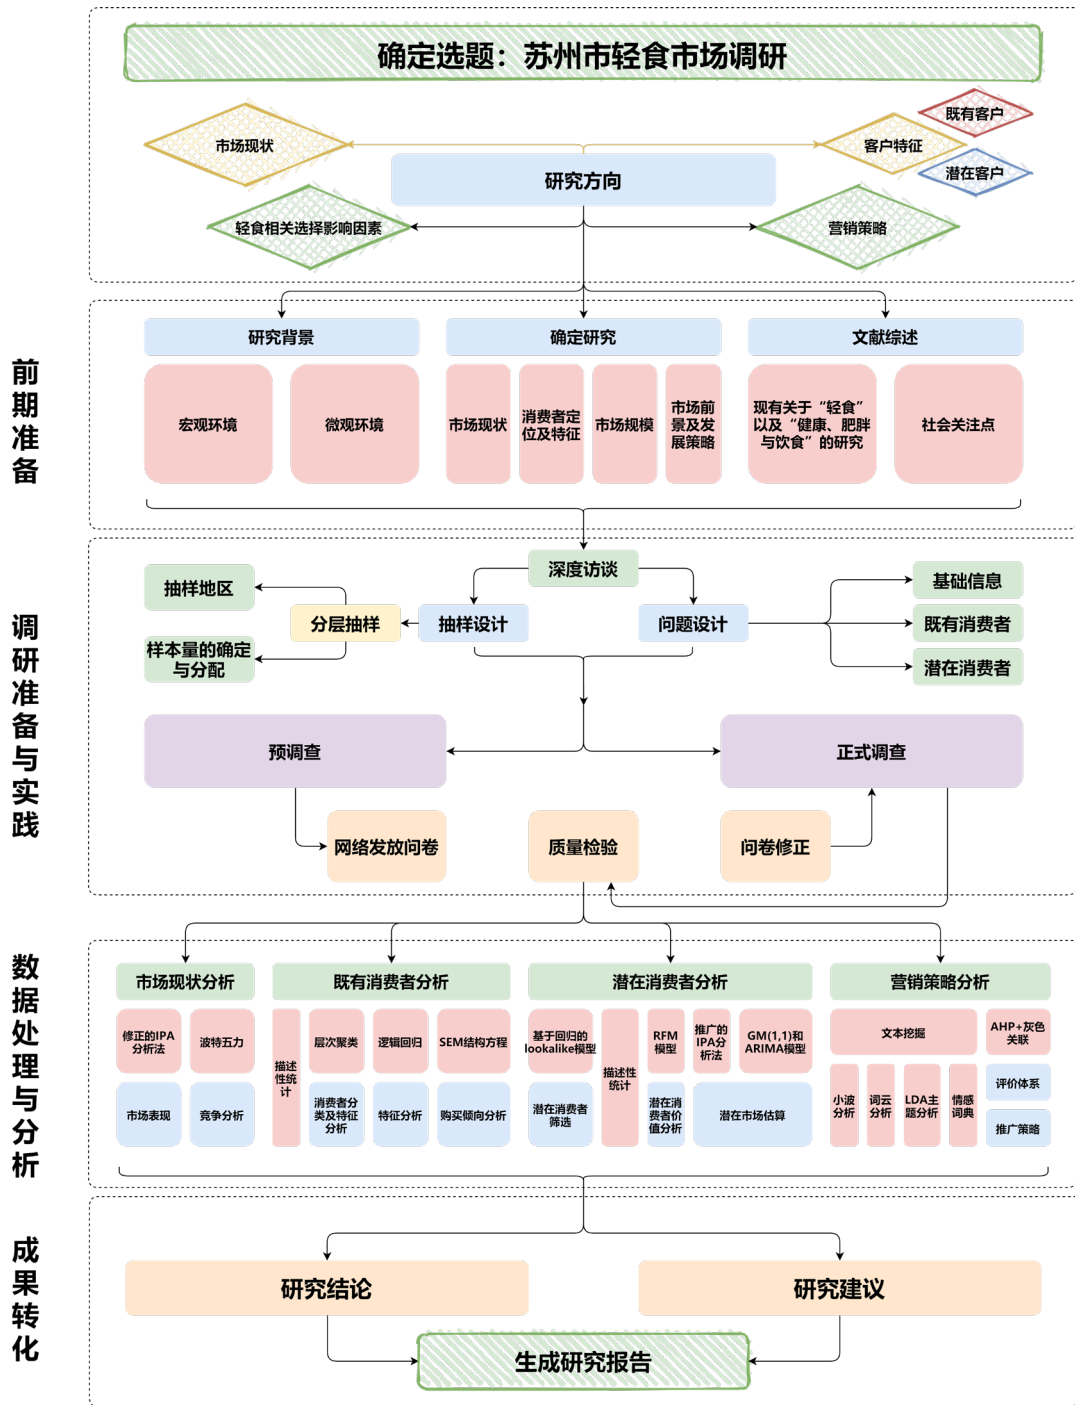 确定选题：苏州市轻食市场调研
市场现状
客户特征
既有客户
潜在客户
研究方向
轻食相关选择影响因素
营销策略
前期准备
研究背景
确定研究
文献综述
宏观环境
微观环境
市场现状
消费者定
位及特征
市场规模
市场前
景及发
展策略
现有关于“轻食”
以及“健康、肥胖
与饮食”的研究
社会关注点
调研准备与实践
深度访谈
抽样地区
分层抽样
抽样设计
问题设计
基础信息
既有消费者
潜在消费者
样本量的确定
与分配
预调查
正式调查
网络发放问卷
质量检验
问卷修正
数据处理与分析
市场现状分析
既有消费者分析
潜在消费者分析
营销策略分析
修正的IPA
分析法
波特五力
市场表现
竞争分析
描述
性统
计
层次聚类
逻辑回归
SEM结构方程
消费者分
类及特征
分析
特征分析
购买倾向分析
基于回归的
lookalike模型
潜在消费者
筛选
描述性
统计
RFM
模型
推广的
IPA分
析法
GM(1,1)和
ARIMA模型
潜在消
费者价
值分析
潜在市场估算
文本挖掘
AHP+灰色
关联
小波
分析
词云
分析
LDA主
题分析
情感
词典
评价体系
推广策略
成果转化
研究结论
研究建议
生成研究报告